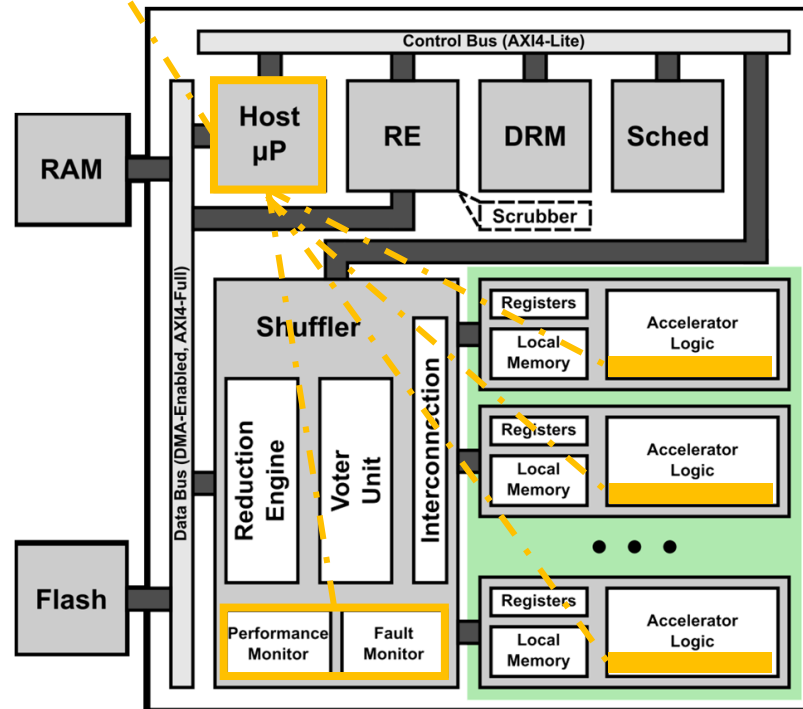 Control Bus (AXI4-Lite)
Host
µP
RE
DRM
Sched
RAM
Scrubber
Data Bus (DMA-Enabled, AXI4-Full)
Shuffler
Reduction
Engine
Voter
Unit
Interconnection
Performance
Monitor
Fault
Monitor
Flash
Registers
Local
Memory
Accelerator
Logic
Registers
Local
Memory
Accelerator
Logic
Registers
Local
Memory
Accelerator
Logic